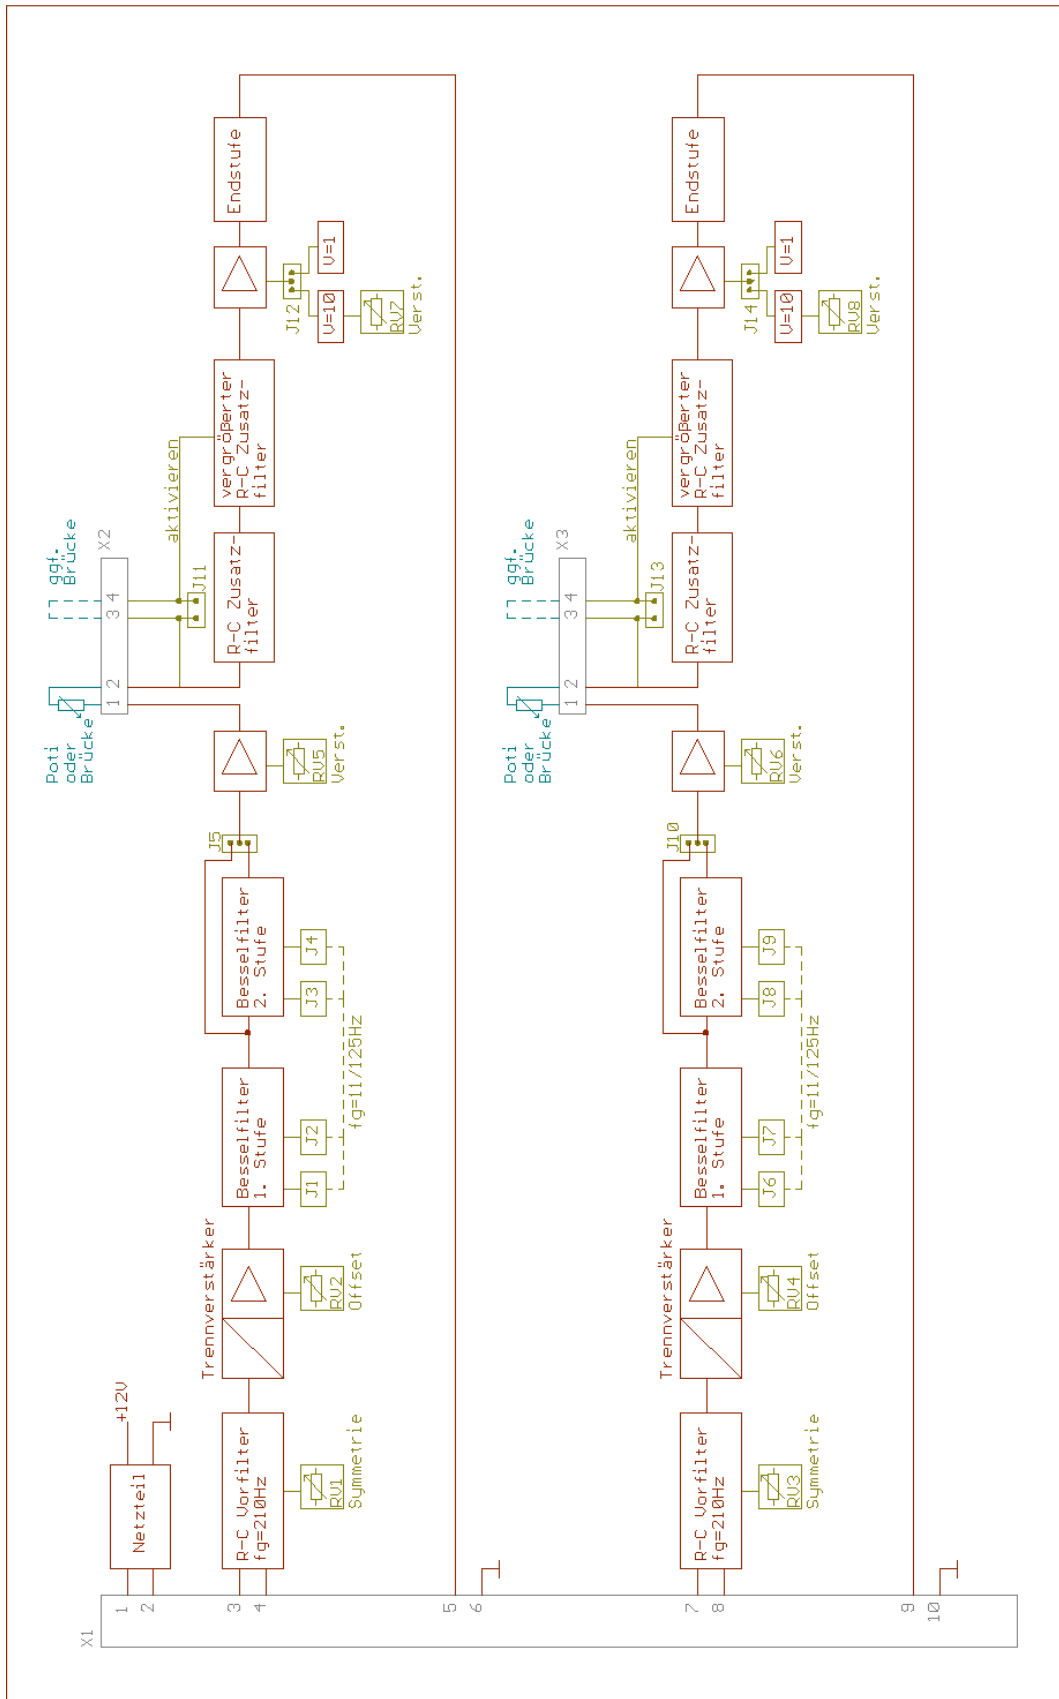 X1
1
2
3
4
5
6
7
8
9
10
Netzteil
+12V
R-C Vorfilter
fg=210Hz
RV1
Symmetrie
Trennverstärker
RV2
Offset
Besselfilter
1. Stufe
J1
J2
fg=11/125Hz
Besselfilter
2. Stufe
J3
J4
J5
RV5
Verst.
Poti
oder
Brücke
ggf.
Brücke
X2
1
2
3
4
J11
aktivieren
R-C Zusatz-
filter
vergrößerter
R-C Zusatz-
filter
J12
V=10
V=1
RV7
Verst.
Endstufe
R-C Vorfilter
fg=210Hz
RV3
Symmetrie
Trennverstärker
RV4
Offset
Besselfilter
1. Stufe
J6
J7
fg=11/125Hz
Besselfilter
2. Stufe
J8
J9
J10
RV6
Verst.
Poti
oder
Brücke
ggf.
Brücke
X3
1
2
3
4
J13
aktivieren
R-C Zusatz-
filter
vergrößerter
R-C Zusatz-
filter
J14
V=10
V=1
RV8
Verst.
Endstufe